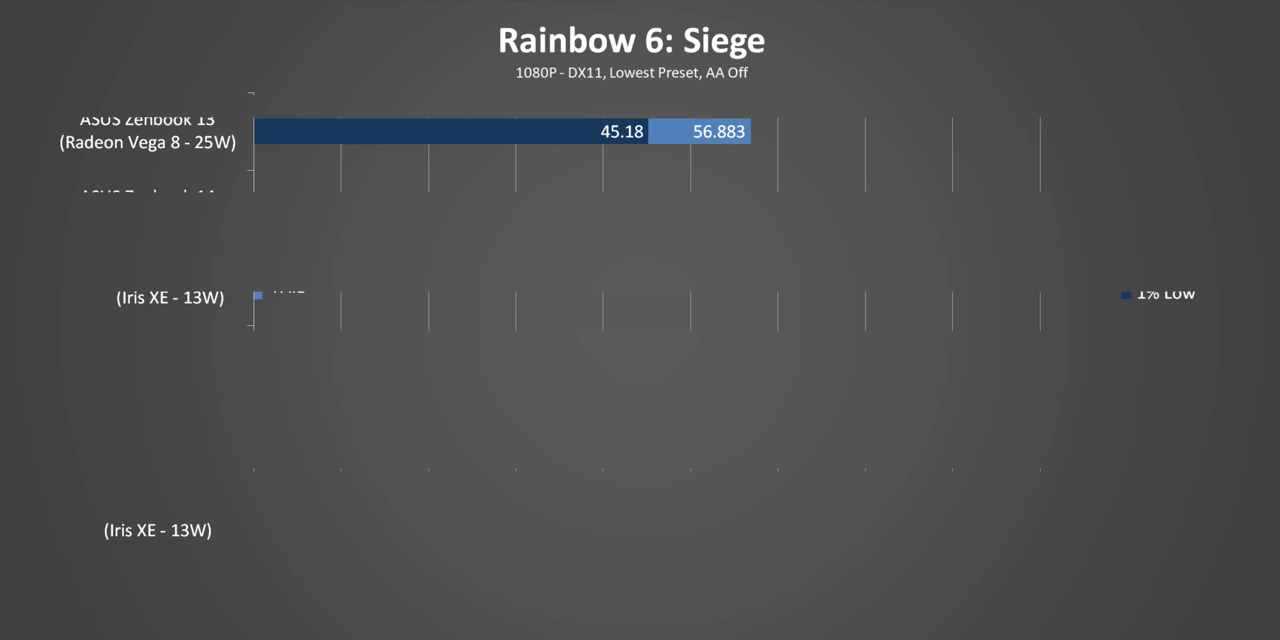 Rainbow 6: Siege
1080P - DX11, Lowest Preset, AA Off
ASUS Zenbook 13
(Radeon Vega 8 - 25W)
45.18
56.883
(Iris XE - 13W)
1% LOW
(Iris XE - 13W)